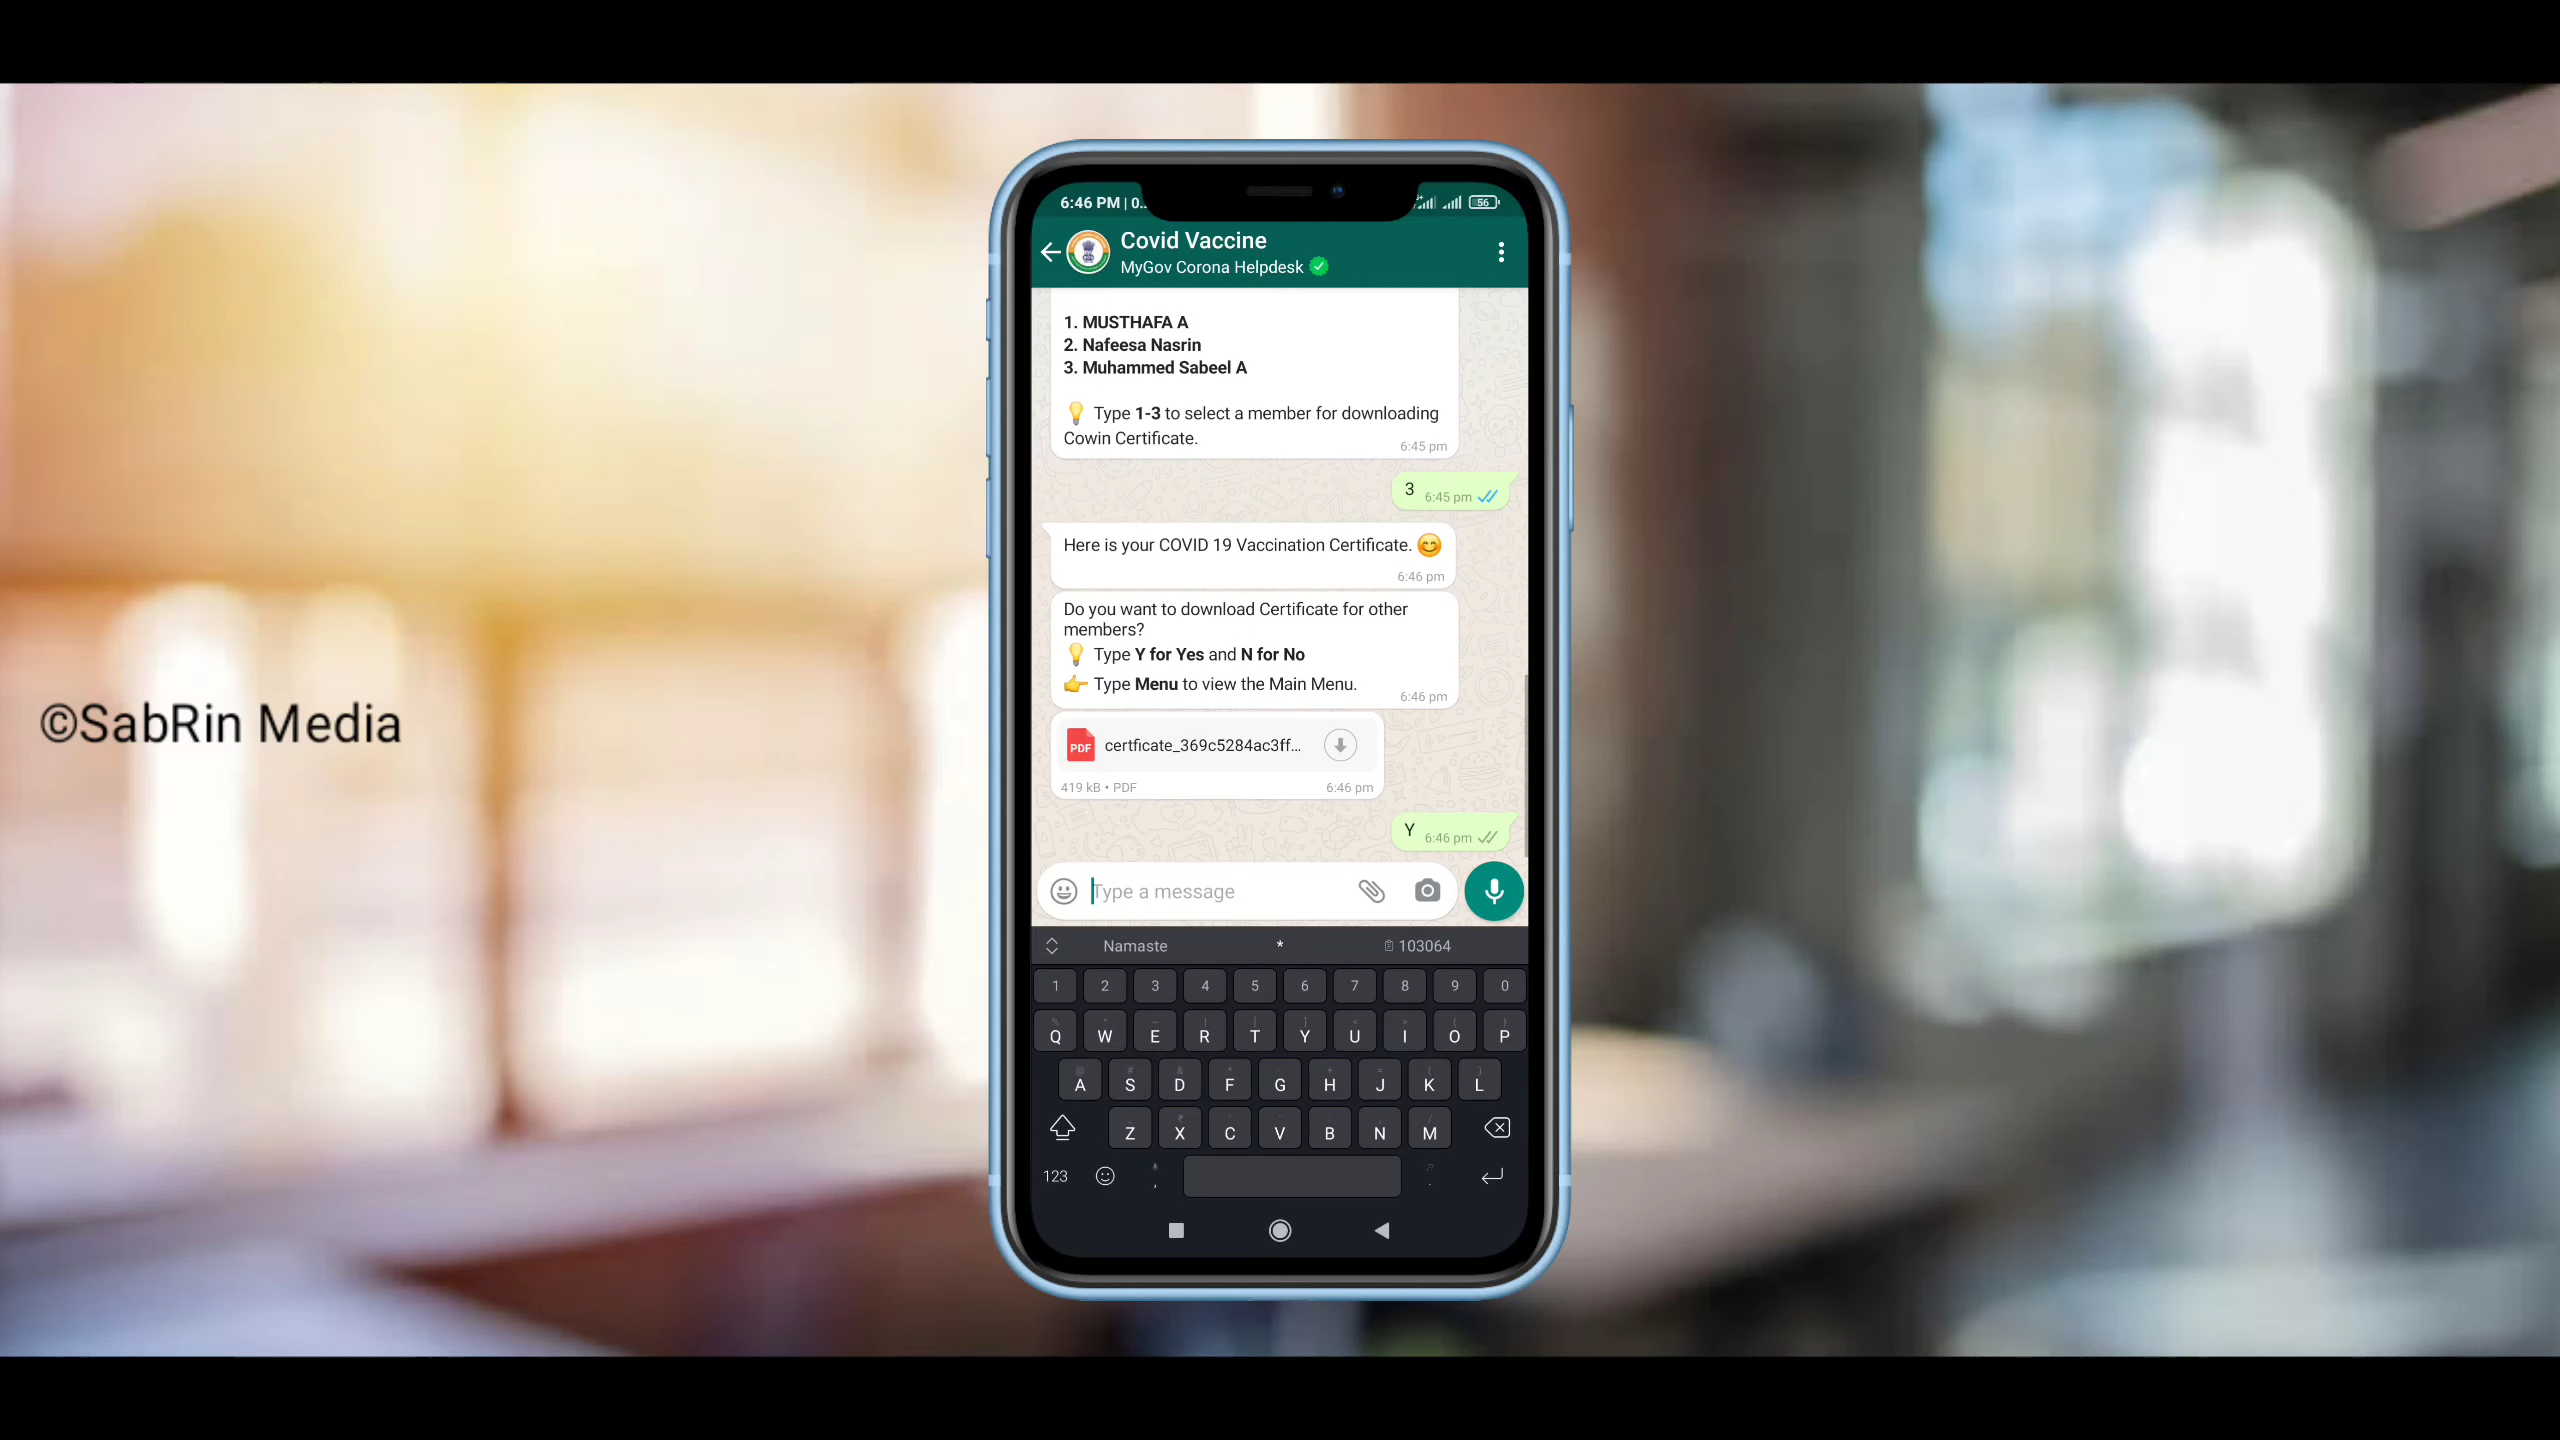 6:46 PM | 0..
56
Covid Vaccine
MyGov Corona Helpdesk
1. MUSTHAFA A
2. Nafeesa Nasrin
3. Muhammed Sabeel A
💡 Type 1-3 to select a member for downloading
Cowin Certificate.
6:45 pm
3 6:45 pm
Here is your COVID 19 Vaccination Certificate. 😊
6:46 pm
Do you want to download Certificate for other
members?
💡 Type Y for Yes and N for No
👉 Type Menu to view the Main Menu.
6:46 pm
©SabRin Media
PDF certficate_369c5284ac3ff...
419 kB • PDF 6:46 pm
Y 6:46 pm
Type a message
Namaste * 103064
1 2 3 4 5 6 7 8 9 0
Q W E R T Y U I O P
A S D F G H J K L
Z X C V B N M
123 , .